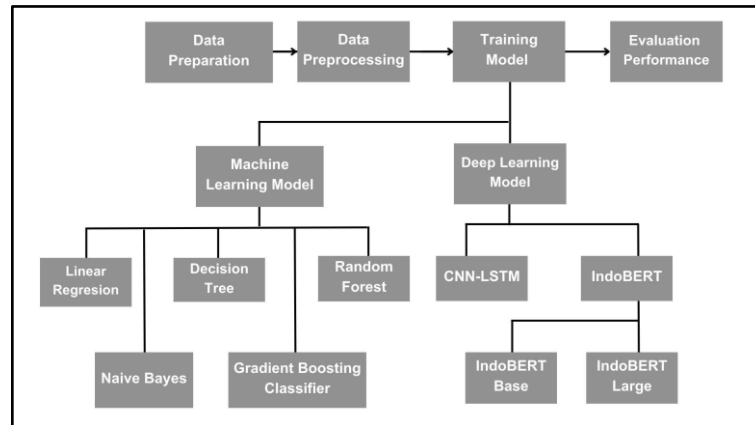 Data
Preparation
Data
Preprocessing
Training
Model
Evaluation
Performance
Machine
Learning Model
Deep Learning
Model
Linear
Regresion
Decision
Tree
Random
Forest
CNN-LSTM
IndoBERT
Naive Bayes
Gradient Boosting
Classifier
IndoBERT
Base
IndoBERT
Large